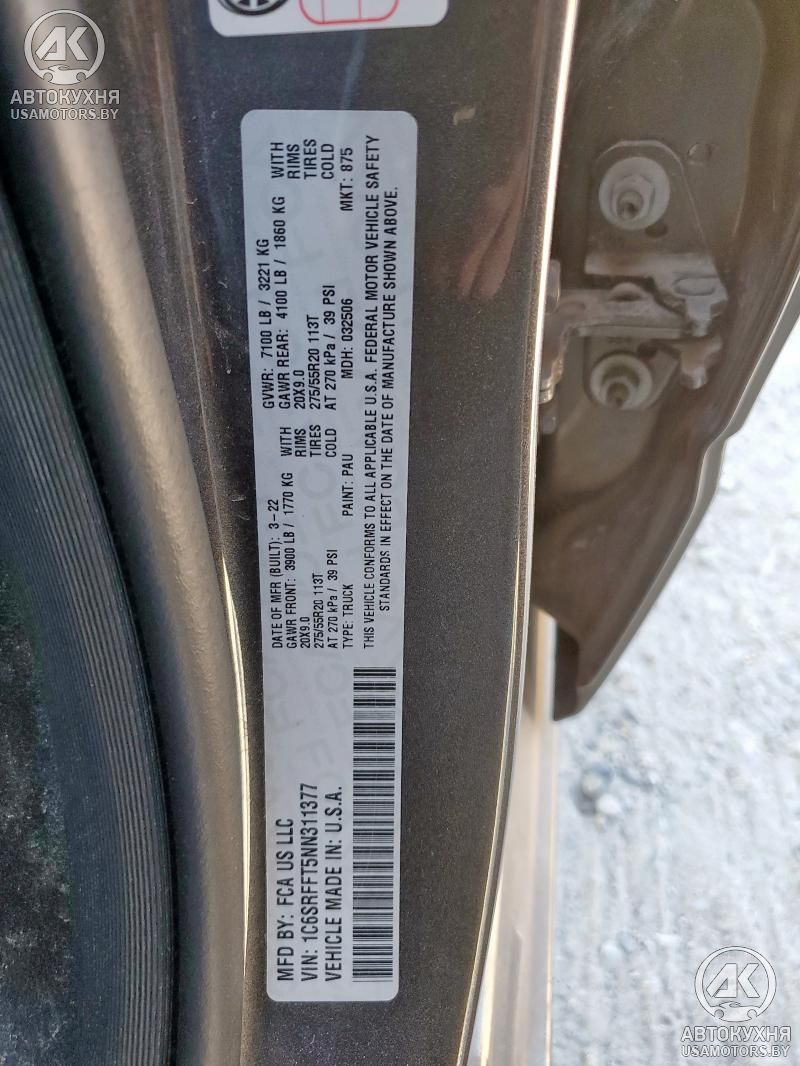 AK
АВТОКУХНЯ
USAMOTORS.BY
MFD BY: FCA US LLC
VIN: 1C6SRFFT5NN311377
VEHICLE MADE IN: U.S.A.
DATE OF MFR (BUILT): 3-22 GVWR: 7100 LB / 3221 KG
GAWR FRONT: 3900 LB / 1770 KG WITH GAWR REAR: 4100 LB / 1860 KG WITH
20X9.0 RIMS 20X9.0 RIMS
275/55R20 113T TIRES 275/55R20 113T TIRES
AT 270 kPa / 39 PSI COLD AT 270 kPa / 39 PSI COLD
TYPE: TRUCK PAINT: PAU MDH: 032506 MKT: 875
THIS VEHICLE CONFORMS TO ALL APPLICABLE U.S.A. FEDERAL MOTOR VEHICLE SAFETY
STANDARDS IN EFFECT ON THE DATE OF MANUFACTURE SHOWN ABOVE.
AK
АВТОКУХНЯ
USAMOTORS.BY